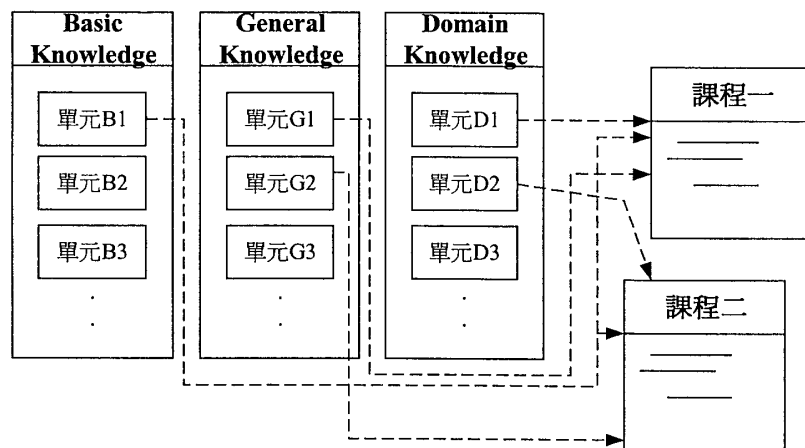 Basic
Knowledge
單元B1
單元B2
單元B3
General
Knowledge
單元G1
單元G2
單元G3
Domain
Knowledge
單元D1
單元D2
單元D3
課程一
課程二